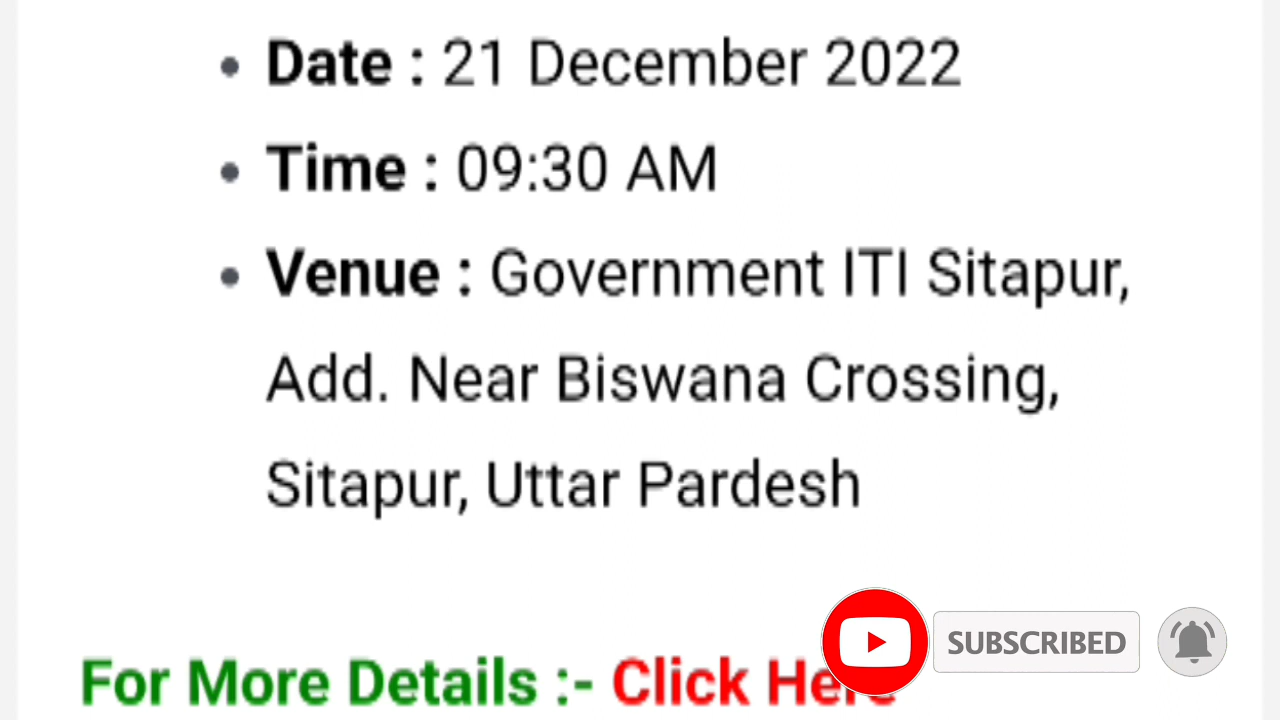 • Date : 21 December 2022
• Time : 09:30 AM
• Venue : Government ITI Sitapur,
Add. Near Biswana Crossing,
Sitapur, Uttar Pardesh
SUBSCRIBED
For More Details :- Click Here